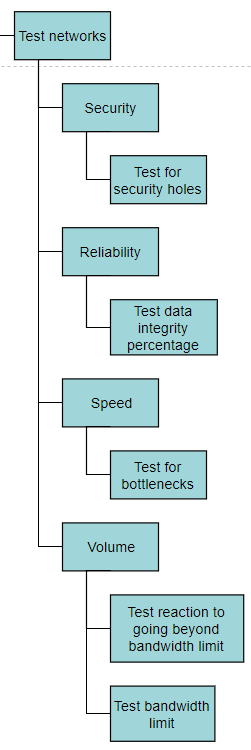 Test networks
Security
Test for
security holes
Reliability
Test data
integrity
percentage
Speed
Test for
bottlenecks
Volume
Test reaction to
going beyond
bandwidth limit
Test bandwidth
limit